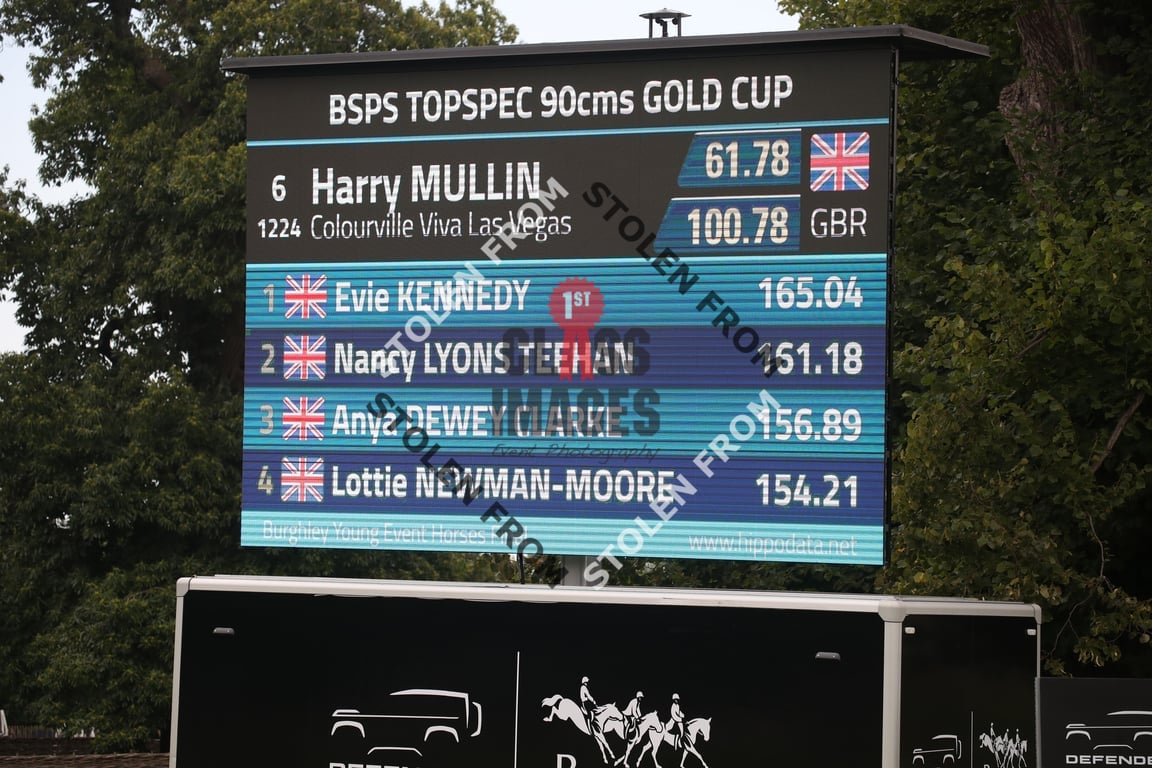 BSPS TOPSPEC 90cms GOLD CUP
6 Harry MULLIN 61.78
1224 Colourville Viva Las Vegas 100.78 GBR
1 Evie KENNEDY 165.04
2 Nancy LYONS TEEHAN 161.18
3 Anya DEWEY CLARKE 156.89
4 Lottie NEWMAN-MOORE 154.21
Burghley Young Event Horses www.hippodata.net
STOLEN FROM
STOLEN FROM
STOLEN FROM
STOLEN FROM
1ST
CLASS
IMAGES
Event Photography
B
DEFENDE